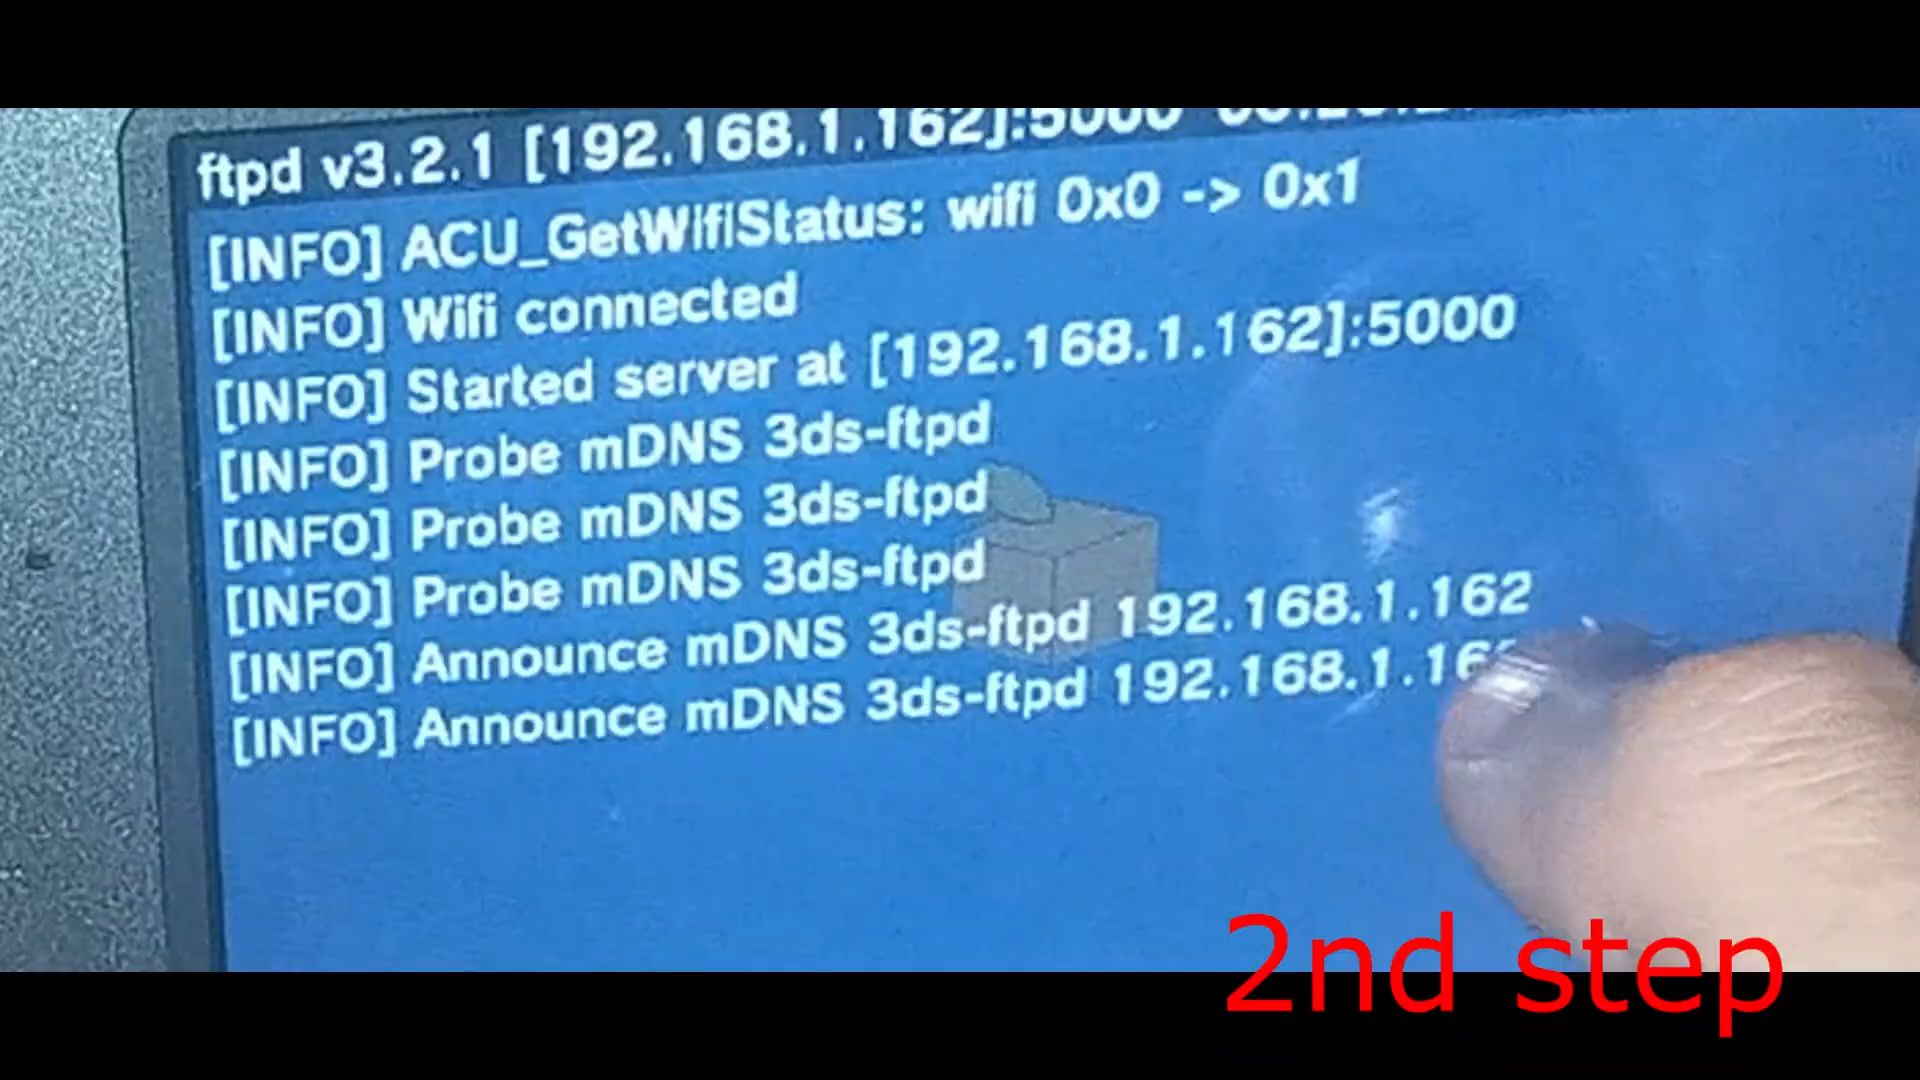 ftpd v3.2.1 [192.168.1.162]:5000
[INFO] ACU_GetWifiStatus: wifi 0x0 -> 0x1
[INFO] Wifi connected
[INFO] Started server at [192.168.1.162]:5000
[INFO] Probe mDNS 3ds-ftpd
[INFO] Probe mDNS 3ds-ftpd
[INFO] Probe mDNS 3ds-ftpd
[INFO] Announce mDNS 3ds-ftpd 192.168.1.162
[INFO] Announce mDNS 3ds-ftpd
2nd step